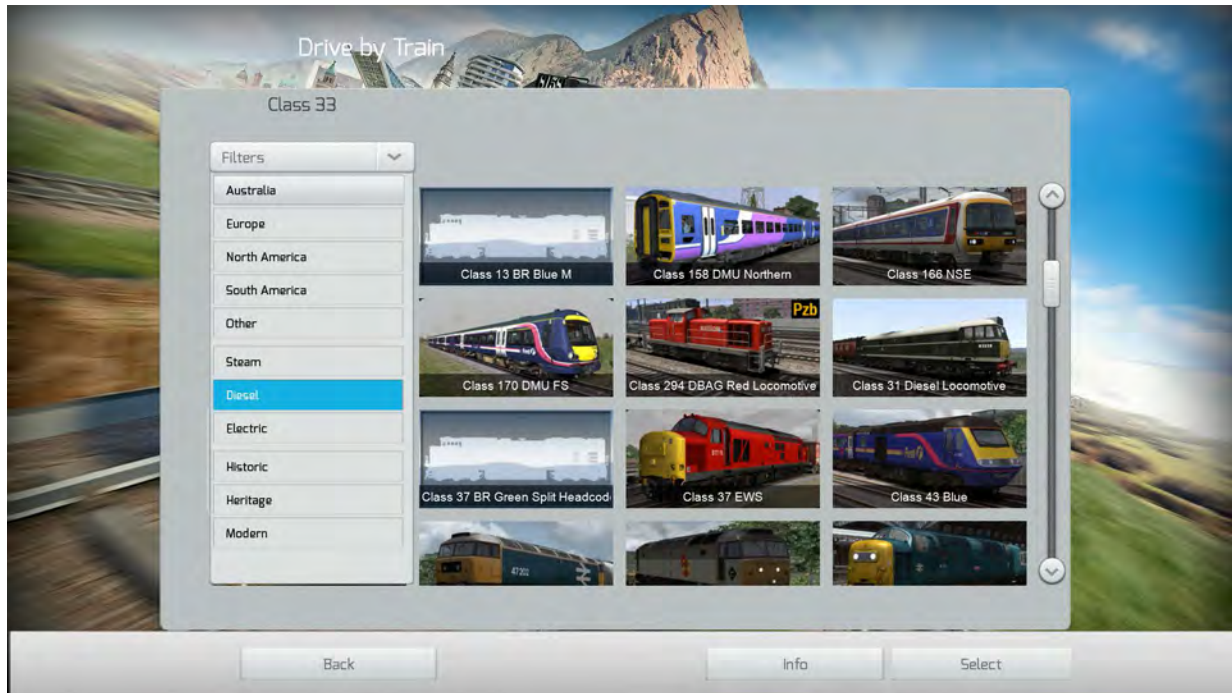 Drive by Train
Class 33
Filters
Australia
Europe
North America
South America
Other
Steam
Diesel
Electric
Historic
Heritage
Modern
Class 13 BR Blue M
Class 158 DMU Northern
Class 166 NSE
Class 170 DMU FS
Pzb
Class 294 DBAG Red Locomotive
Class 31 Diesel Locomotive
Class 37 BR Green Split Headcod
Class 37 EWS
Class 43 Blue
47202
Back
Info
Select